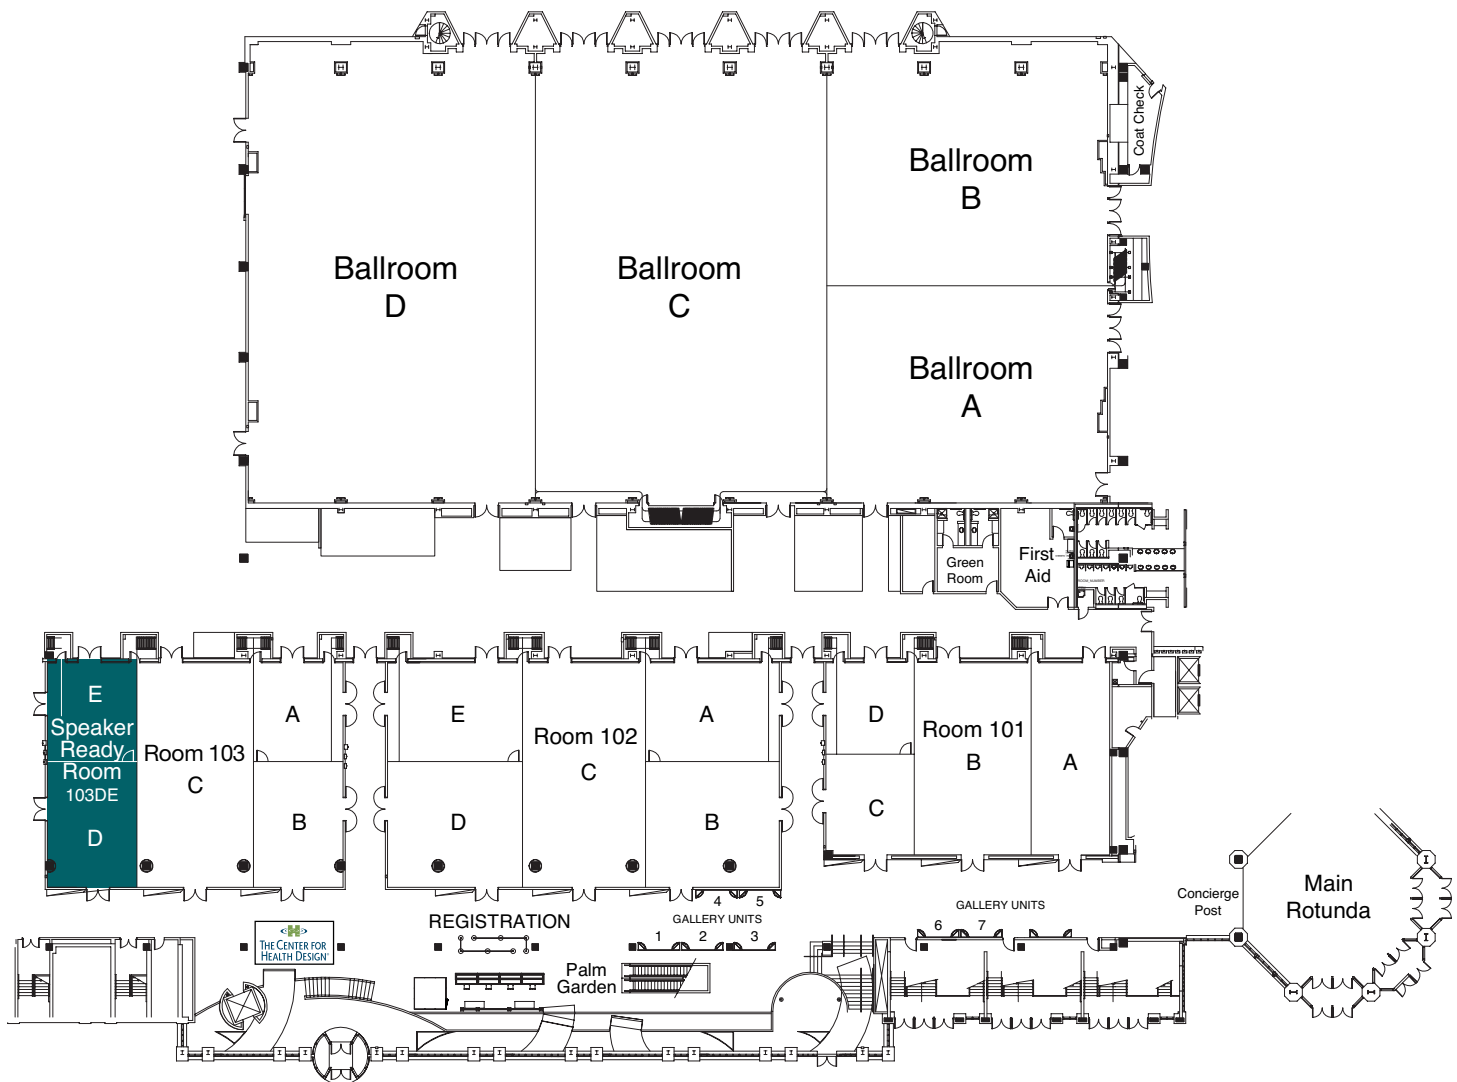 Coat Check
Ballroom
B
Ballroom
D
Ballroom
C
Ballroom
A
Green
Room
First
Aid
E
Speaker
Ready
Room
103DE
D
Room 103
C
A
B
E
D
Room 102
C
A
B
D
C
Room 101
B
A
Main
Rotunda
Concierge
Post
4 5
GALLERY UNITS
1 2 3
GALLERY UNITS
6 7
REGISTRATION
THE CENTER FOR
HEALTH DESIGN
Palm
Garden